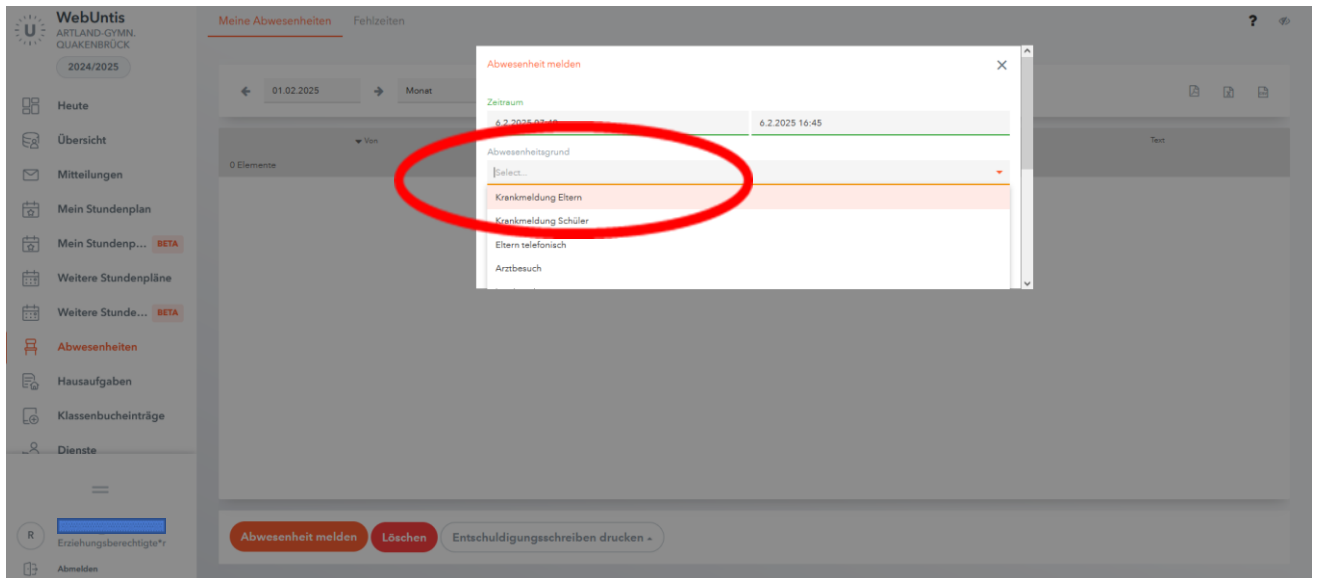 WebUntis
ARTLAND-GYMN.
QUAKENBRÜCK
2024/2025
Heute
Übersicht
Mitteilungen
Mein Stundenplan
Mein Stundenp... BETA
Weitere Stundenpläne
Weitere Stunde... BETA
Abwesenheiten
Hausaufgaben
Klassenbucheinträge
Dienste
R
Erziehungsberechtigte*r
Abmelden
Meine Abwesenheiten Fehlzeiten
?
01.02.2025 Monat
Von Text
0 Elemente
Abwesenheit melden
Zeitraum
6.2.2025 6.2.2025 16:45
Abwesenheitsgrund
Select...
Krankmeldung Eltern
Krankmeldung Schüler
Eltern telefonisch
Arztbesuch
Abwesenheit melden Löschen Entschuldigungsschreiben drucken